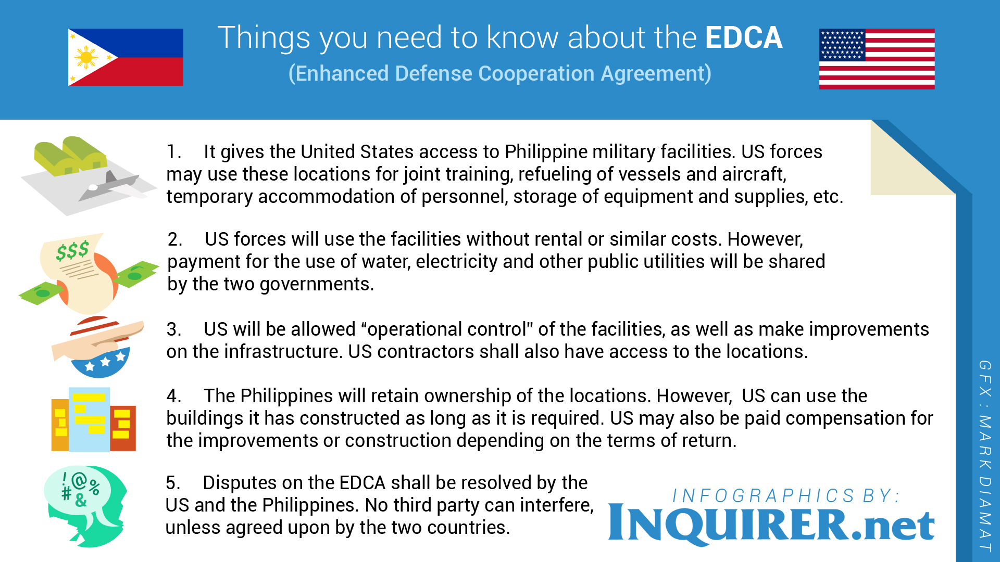 Things you need to know about the EDCA
(Enhanced Defense Cooperation Agreement)
1. It gives the United States access to Philippine military facilities. US forces
may use these locations for joint training, refueling of vessels and aircraft,
temporary accommodation of personnel, storage of equipment and supplies, etc.
$$$
2. US forces will use the facilities without rental or similar costs. However,
payment for the use of water, electricity and other public utilities will be shared
by the two governments.
3. US will be allowed “operational control” of the facilities, as well as make improvements
on the infrastructure. US contractors shall also have access to the locations.
4. The Philippines will retain ownership of the locations. However, US can use the
buildings it has constructed as long as it is required. US may also be paid compensation for
the improvements or construction depending on the terms of return.
!@%
#&
5. Disputes on the EDCA shall be resolved by the
US and the Philippines. No third party can interfere,
unless agreed upon by the two countries.
INFOGRAPHICS BY:
INQUIRER.net
GFX : MARK DIAMAT